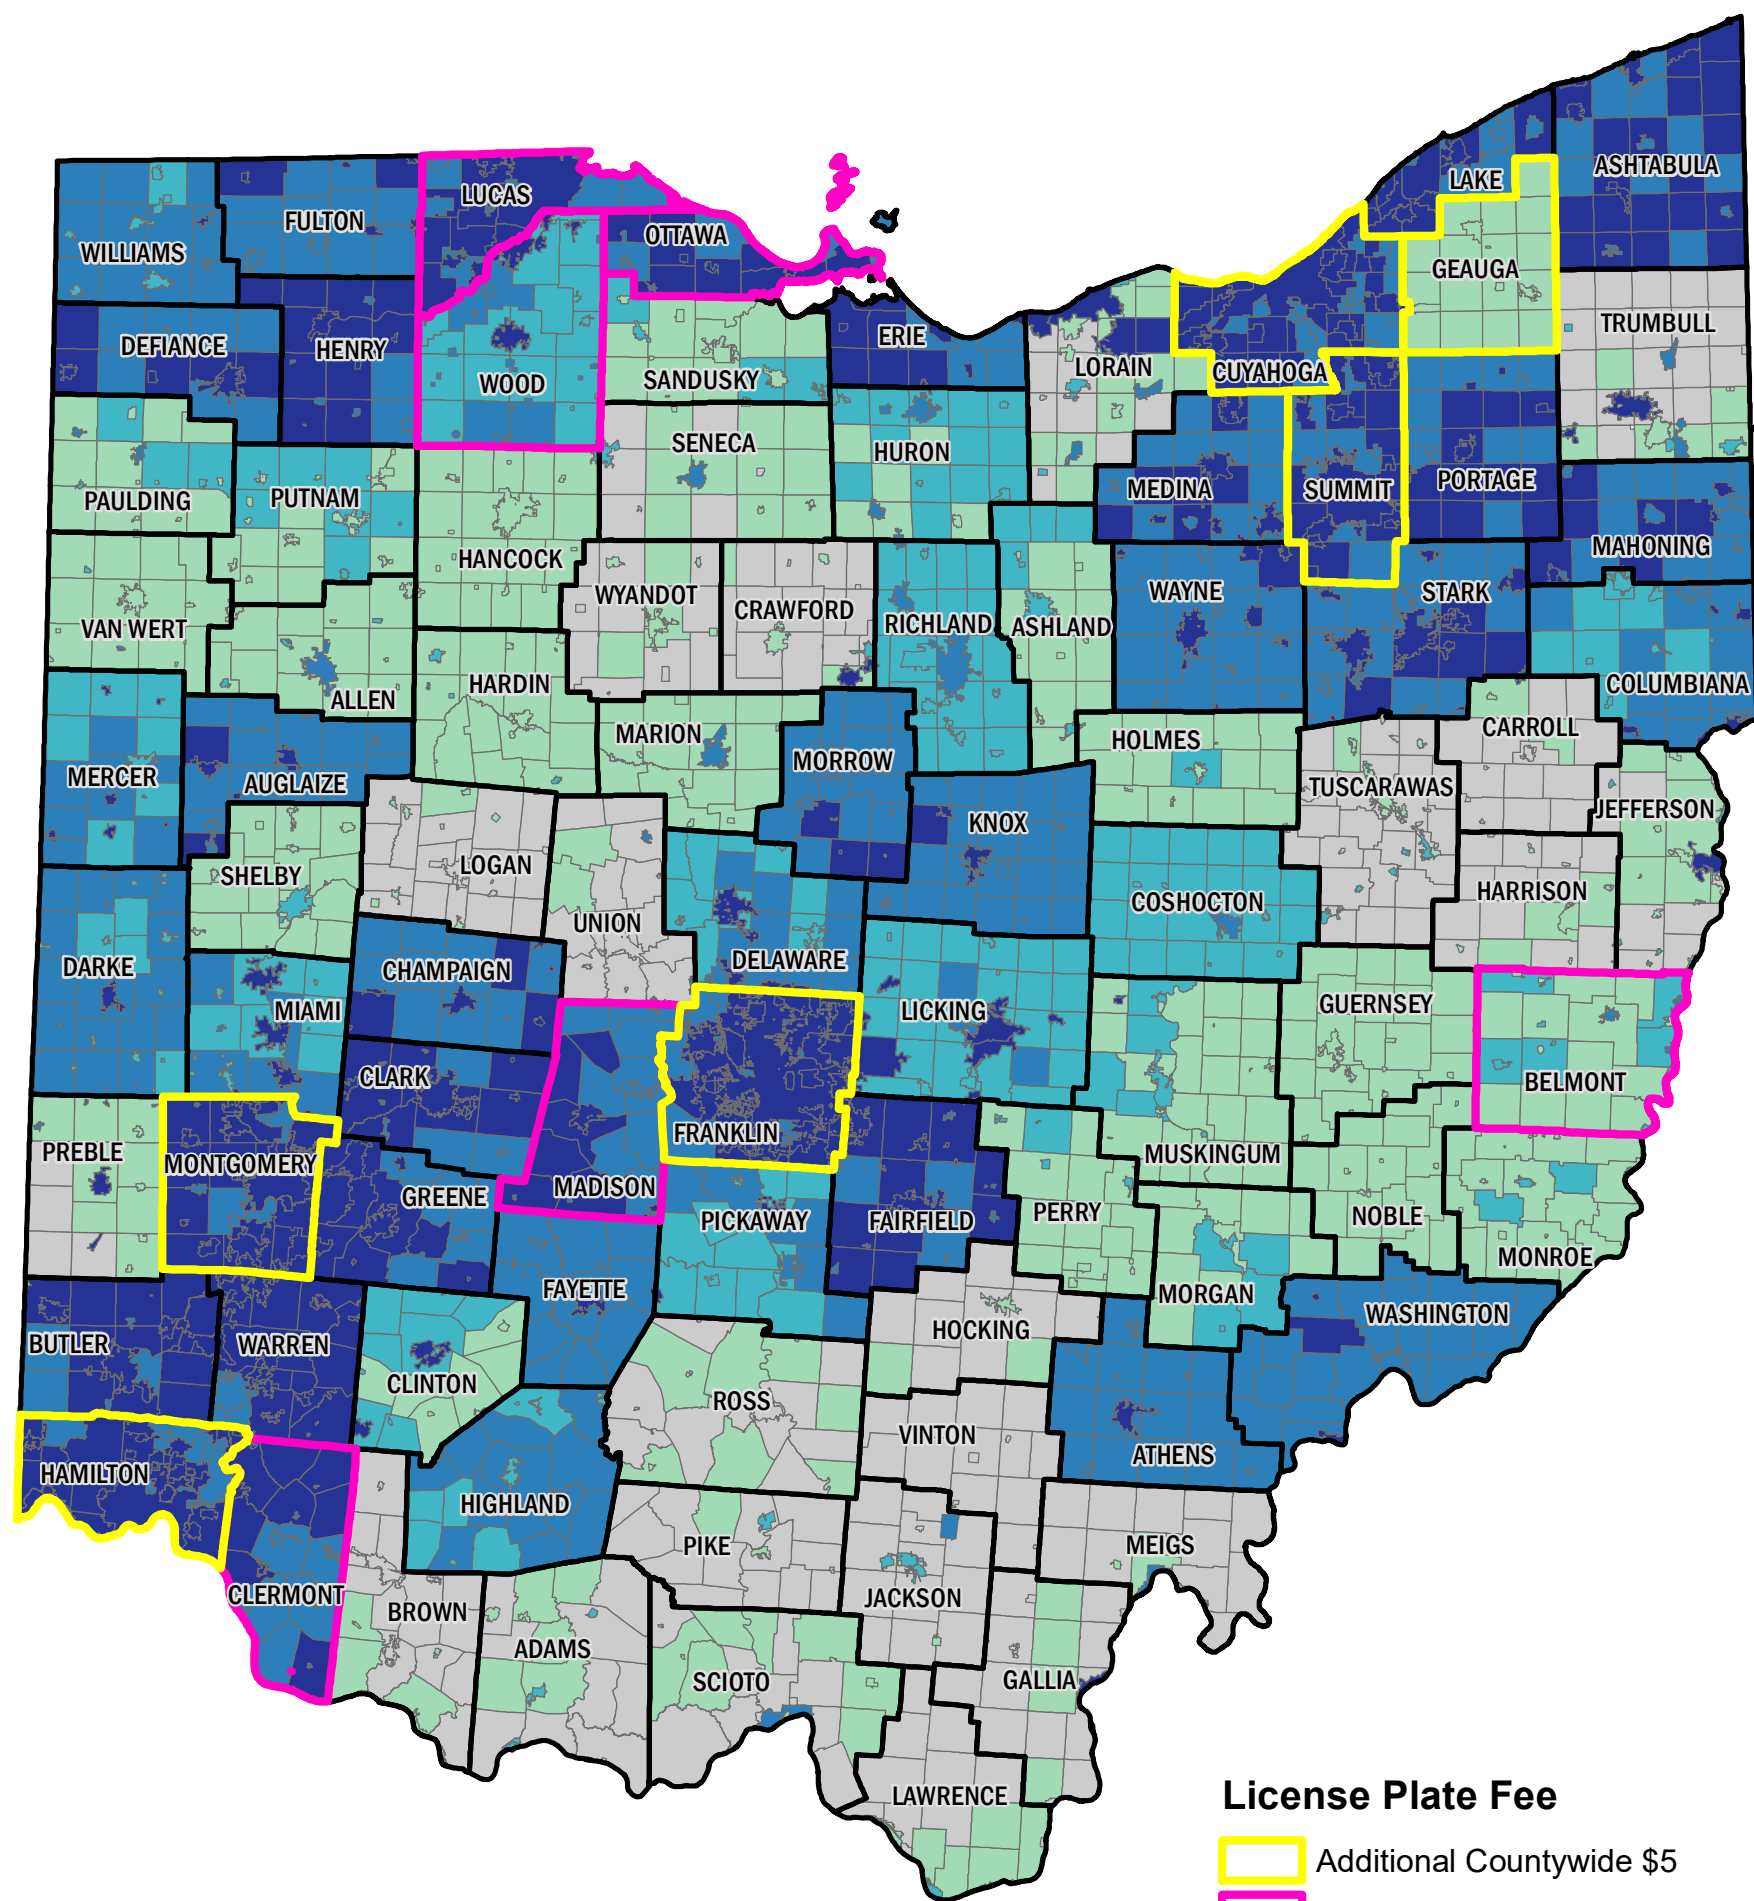 ASHTABULA
LAKE
LUCAS
FULTON
OTTAWA
WILLIAMS
GEAUGA
TRUMBULL
ERIE
DEFIANCE
HENRY
LORAIN
CUYAHOGA
WOOD
SANDUSKY
SENECA
HURON
PORTAGE
MEDINA
SUMMIT
PAULDING
PUTNAM
MAHONING
HANCOCK
WAYNE
STARK
WYANDOT
CRAWFORD
RICHLAND
ASHLAND
VAN WERT
HARDIN
COLUMBIANA
ALLEN
CARROLL
MARION
HOLMES
MORROW
MERCER
AUGLAIZE
TUSCARAWAS
JEFFERSON
KNOX
LOGAN
SHELBY
HARRISON
COSHOCTON
UNION
DELAWARE
DARKE
CHAMPAIGN
GUERNSEY
MIAMI
LICKING
CLARK
BELMONT
FRANKLIN
PREBLE
MUSKINGUM
MONTGOMERY
MADISON
GREENE
PERRY
NOBLE
PICKAWAY
FAIRFIELD
MONROE
FAYETTE
MORGAN
WASHINGTON
HOCKING
BUTLER
WARREN
CLINTON
ROSS
VINTON
ATHENS
HAMILTON
HIGHLAND
PIKE
MEIGS
CLERMONT
JACKSON
BROWN
ADAMS
GALLIA
SCIOTO
LAWRENCE
License Plate Fee
Additional Countywide $5